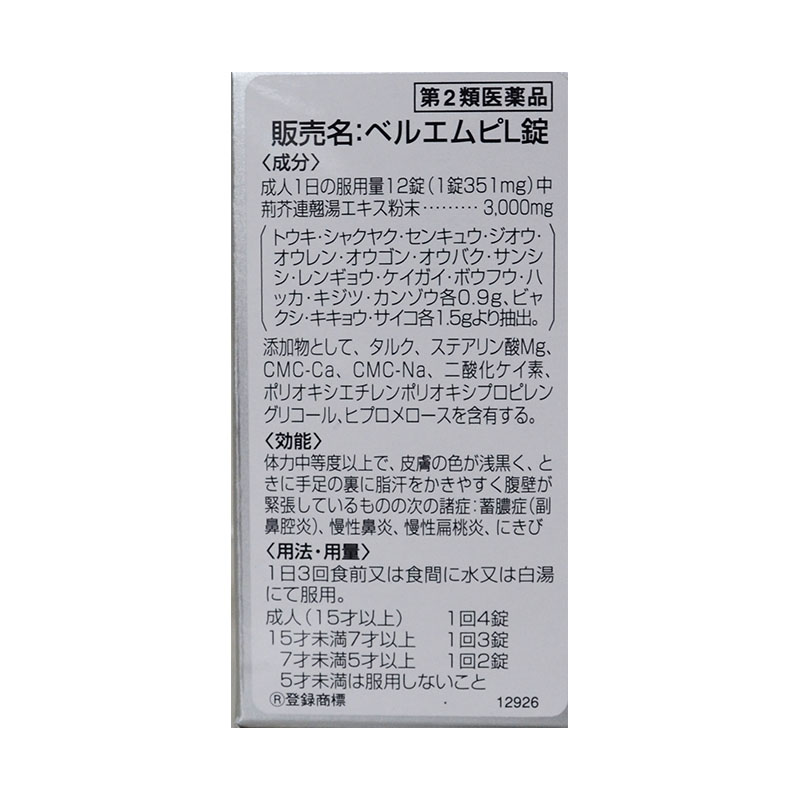 第2類医薬品
販売名:ベルエムピL錠
〈成分〉
成人1日の服用量12錠(1錠351mg)中
荊芥連翹湯エキス粉末………3,000mg
トウキ・シャクヤク・センキュウ・ジオウ・
オウレン・オウゴン・オウバク・サンシ
シ・レンギョウ・ケイガイ・ボウフウ・ハ
ッカ・キジツ・カンゾウ各0.9g、ビャ
クシ・キキョウ・サイコ各1.5gより抽出。
添加物として、タルク、ステアリン酸Mg、
CMC-Ca、CMC-Na、二酸化ケイ素、
ポリオキシエチレンポリオキシプロピレン
グリコール、ヒプロメロースを含有する。
〈効能〉
体力中等度以上で、皮膚の色が浅黒く、と
きに手足の裏に脂汗をかきやすく腹壁が
緊張しているものの次の諸症:蓄膿症(副
鼻腔炎)、慢性鼻炎、慢性扁桃炎、にきび
〈用法・用量〉
1日3回食前又は食間に水又は白湯
にて服用。
成人(15才以上) 1回4錠
15才未満7才以上 1回3錠
7才未満5才以上 1回2錠
5才未満は服用しないこと
®登録商標 12926